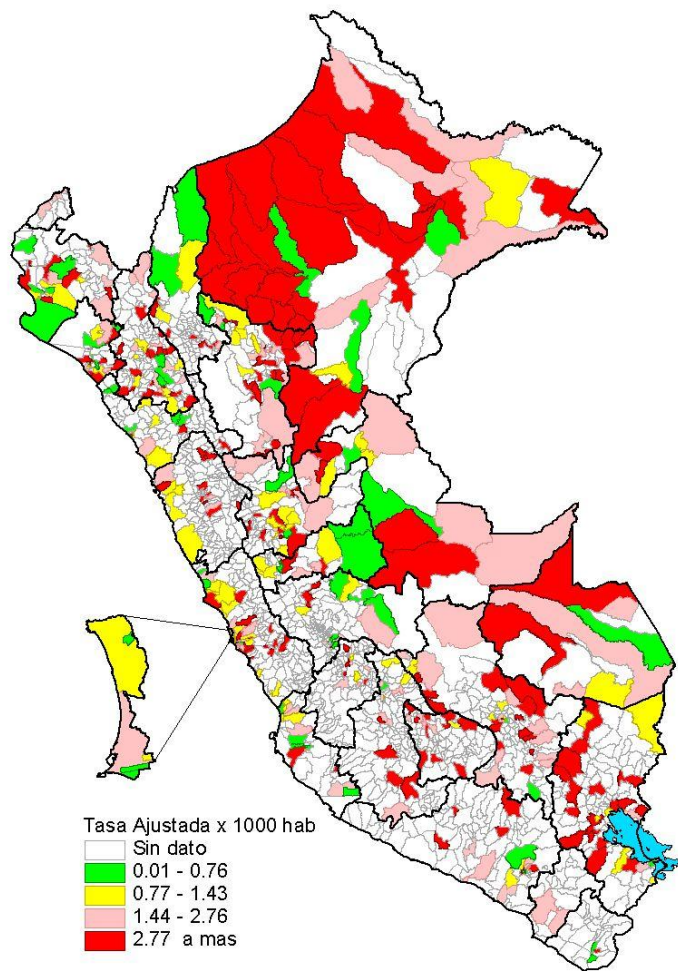 Tasa Ajustada x 1000 hab
Sin dato
0.01 - 0.76
0.77 - 1.43
1.44 - 2.76
2.77 a mas